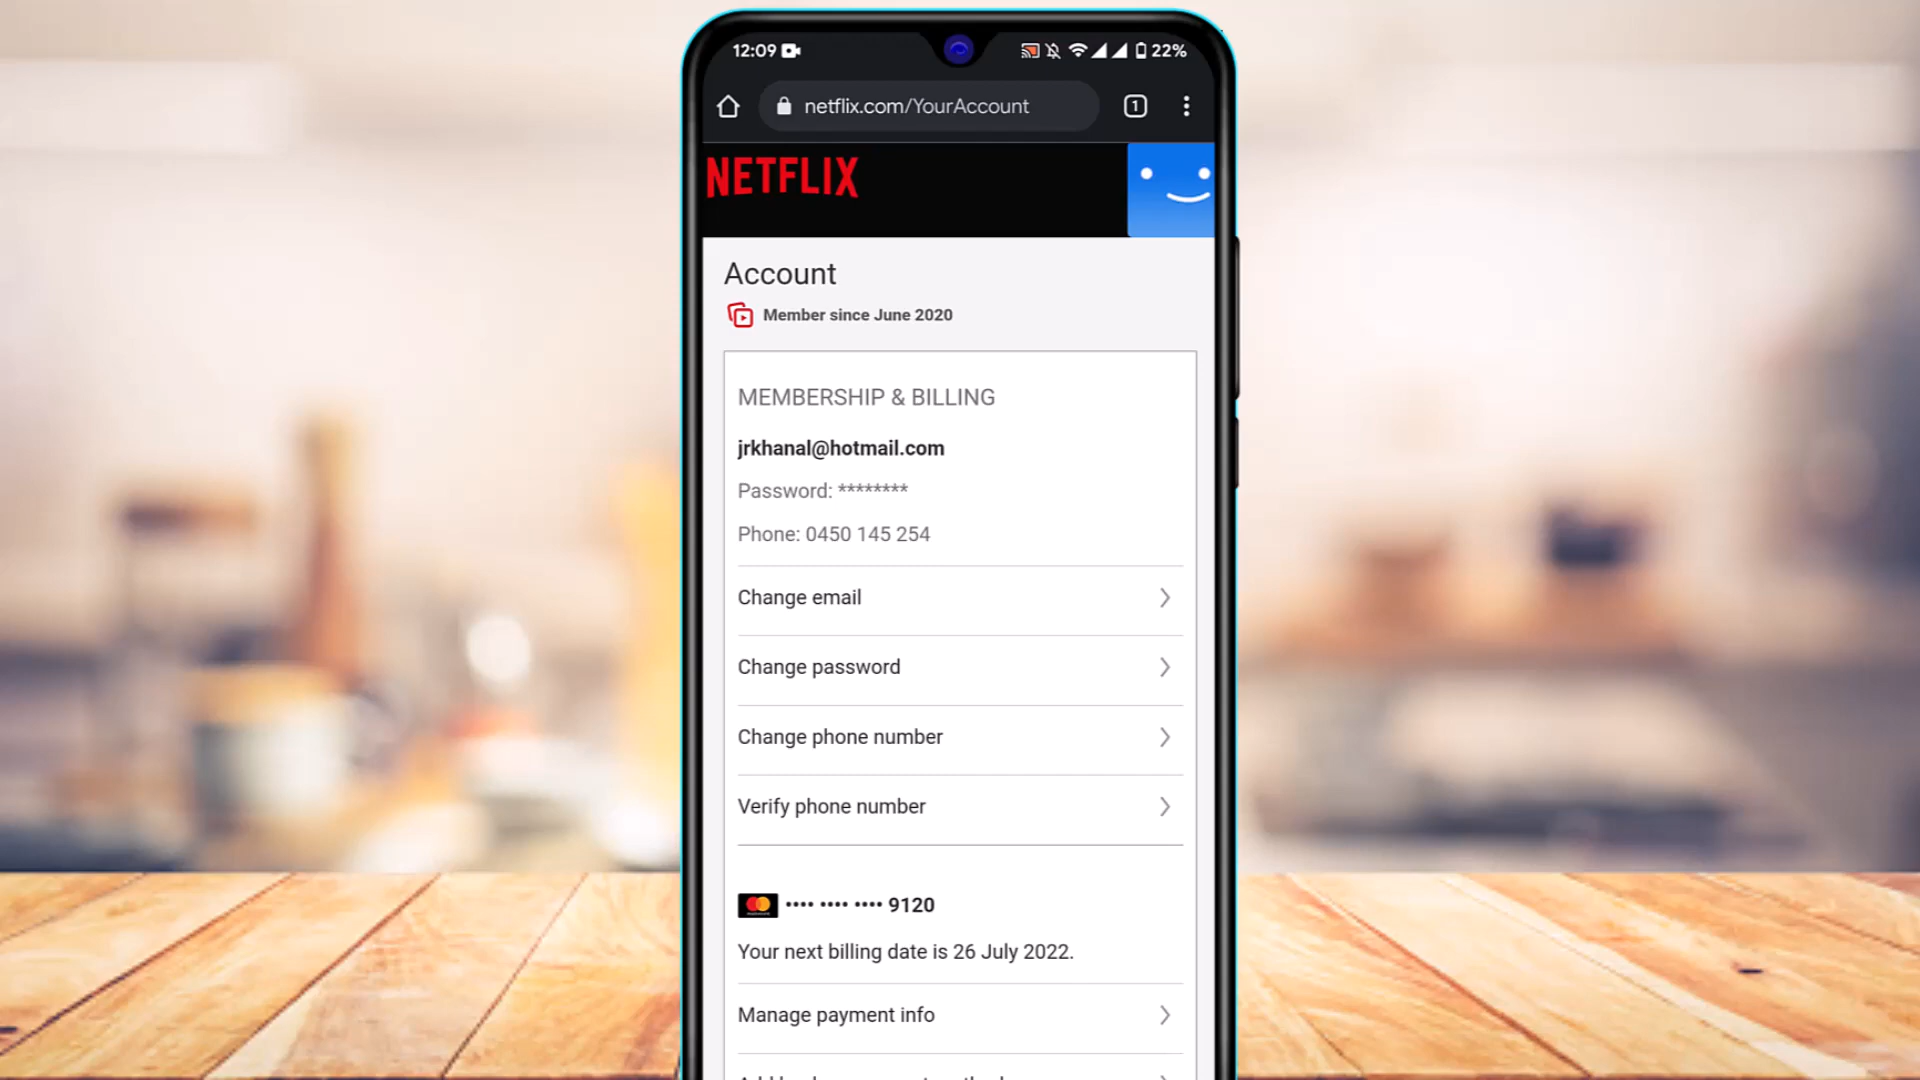 12:09 22%
netflix.com/YourAccount 1
NETFLIX
Account
Member since June 2020
MEMBERSHIP & BILLING
jrkhanal@hotmail.com
Password: ********
Phone: 0450 145 254
Change email
Change password
Change phone number
Verify phone number
•••• •••• •••• 9120
Your next billing date is 26 July 2022.
Manage payment info